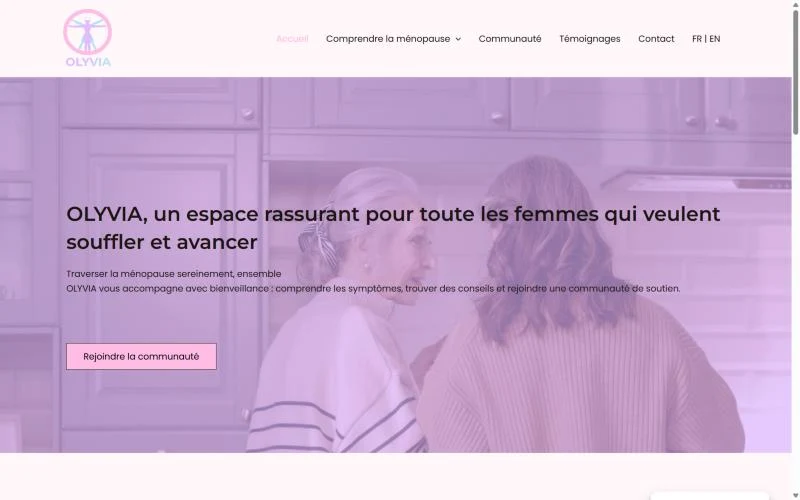 OLYVIA
Accueil
Comprendre la ménopause
Communauté
Témoignages
Contact
FR | EN
OLYVIA, un espace rassurant pour toute les femmes qui veulent
souffler et avancer
Traverser la ménopause sereinement, ensemble
OLYVIA vous accompagne avec bienveillance : comprendre les symptômes, trouver des conseils et rejoindre une communauté de soutien.
Rejoindre la communauté